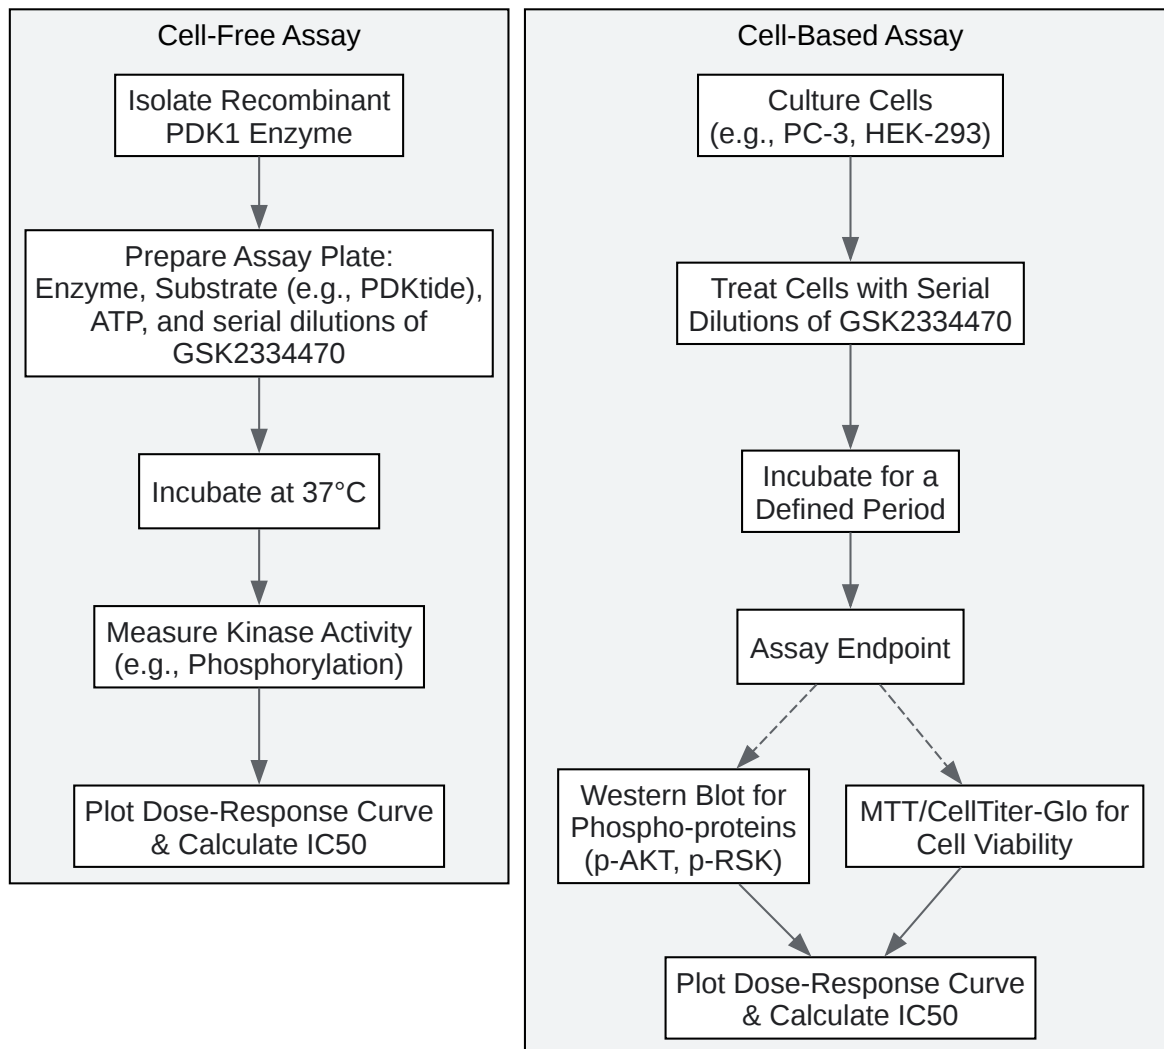 Cell-Free Assay
Isolate Recombinant
PDK1 Enzyme
Prepare Assay Plate:
Enzyme, Substrate (e.g., PDKtide),
ATP, and serial dilutions of
GSK2334470
Incubate at 37°C
Measure Kinase Activity
(e.g., Phosphorylation)
Plot Dose-Response Curve
& Calculate IC50
Cell-Based Assay
Culture Cells
(e.g., PC-3, HEK-293)
Treat Cells with Serial
Dilutions of GSK2334470
Incubate for a
Defined Period
Assay Endpoint
Western Blot for
Phospho-proteins
(p-AKT, p-RSK)
MTT/CellTiter-Glo for
Cell Viability
Plot Dose-Response Curve
& Calculate IC50